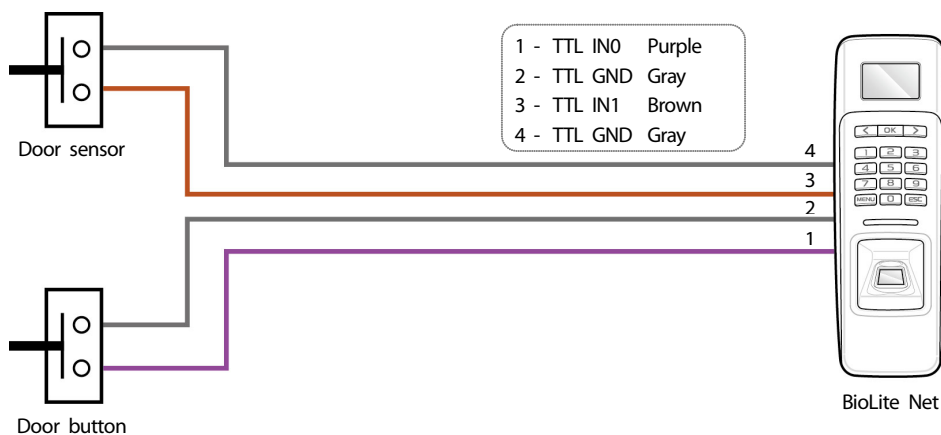 1 - TTL IN0 Purple
2 - TTL GND Gray
3 - TTL IN1 Brown
4 - TTL GND Gray
Door sensor
4
3
2
1
< OK >
1 2 3
4 5 6
7 8 9
MENU 0 ESC
BioLite Net
Door button